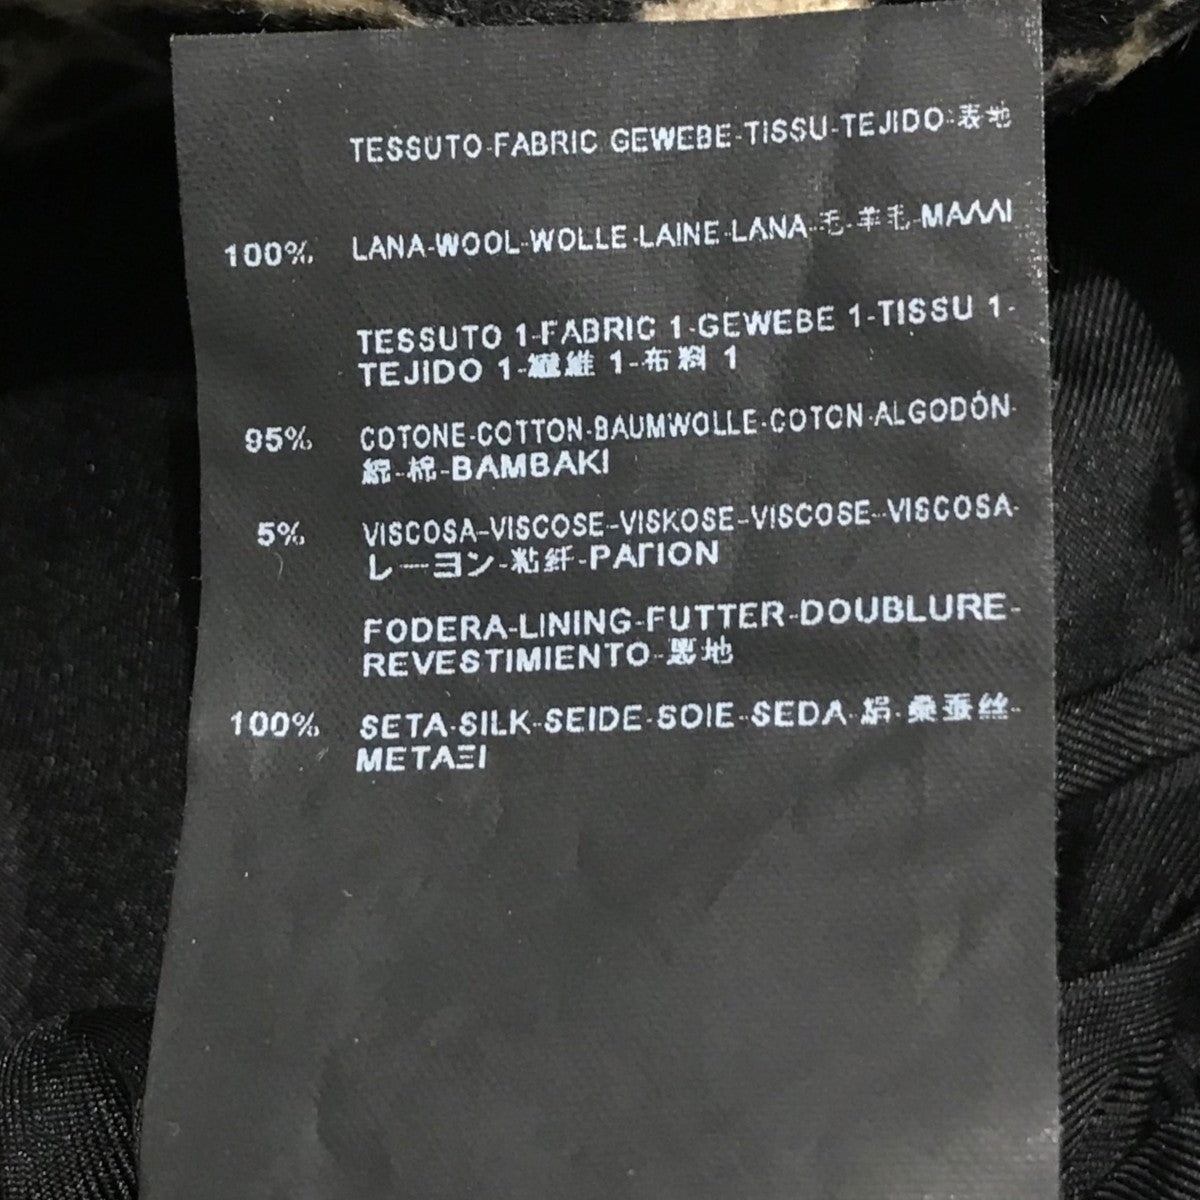 TESSUTO-FABRIC GEWEBE-TISSU-TEJIDO-表地
100% LANA-WOOL-WOLLE-LAINE-LANA-毛-羊毛-ΜΑΛΛΙ
TESSUTO 1-FABRIC 1-GEWEBE 1-TISSU 1-
TEJIDO 1-繊維 1-布料 1
95% COTONE-COTTON-BAUMWOLLE-COTON-ALGODÓN-
綿-棉-BAMBAKI
5% VISCOSA-VISCOSE-VISKOSE-VISCOSE-VISCOSA-
レーヨン-粘纤-ΡΑΓΙΟΝ
FODERA-LINING-FUTTER-DOUBLURE-
REVESTIMIENTO-裏地
100% SETA-SILK-SEIDE-SOIE-SEDA-絹-桑蚕丝-
ΜΕΤΑΞΙ